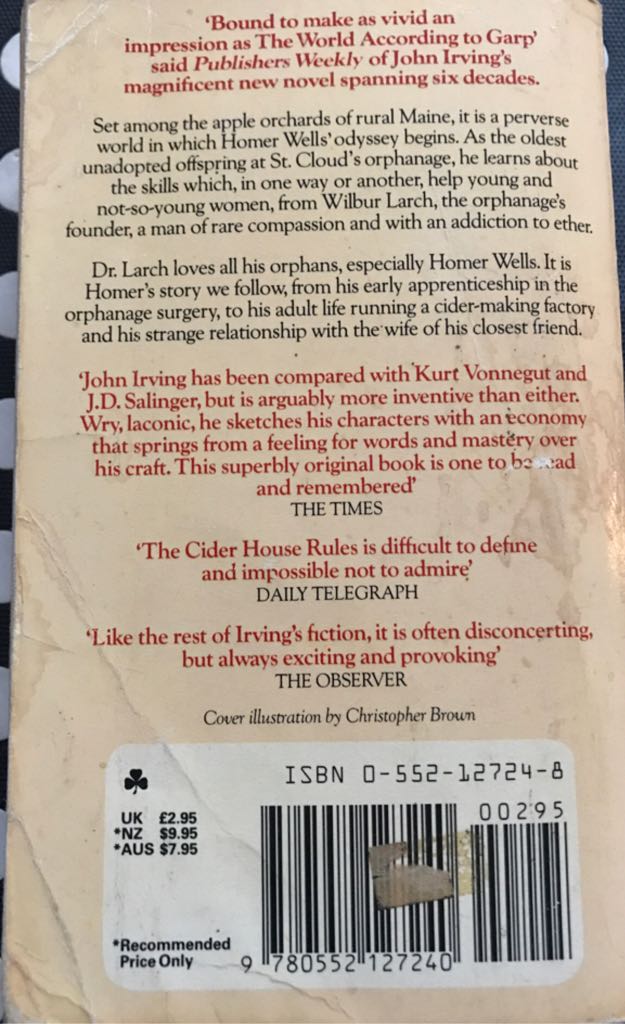 'Bound to make as vivid an
impression as The World According to Garp'
said Publishers Weekly of John Irving's
magnificent new novel spanning six decades.
Set among the apple orchards of rural Maine, it is a perverse
world in which Homer Wells' odyssey begins. As the oldest
unadopted offspring at St. Cloud's orphanage, he learns about
the skills which, in one way or another, help young and
not-so-young women, from Wilbur Larch, the orphanage's
founder, a man of rare compassion and with an addiction to ether.
Dr. Larch loves all his orphans, especially Homer Wells. It is
Homer's story we follow, from his early apprenticeship in the
orphanage surgery, to his adult life running a cider-making factory
and his strange relationship with the wife of his closest friend.
'John Irving has been compared with Kurt Vonnegut and
J.D. Salinger, but is arguably more inventive than either.
Wry, laconic, he sketches his characters with an economy
that springs from a feeling for words and mastery over
his craft. This superbly original book is one to be read
and remembered'
THE TIMES
'The Cider House Rules is difficult to define
and impossible not to admire'
DAILY TELEGRAPH
'Like the rest of Irving's fiction, it is often disconcerting,
but always exciting and provoking'
THE OBSERVER
Cover illustration by Christopher Brown
ISBN 0-552-12724-8
00295
UK £2.95
*NZ $9.95
*AUS $7.95
*Recommended
Price Only
9 780552 127240